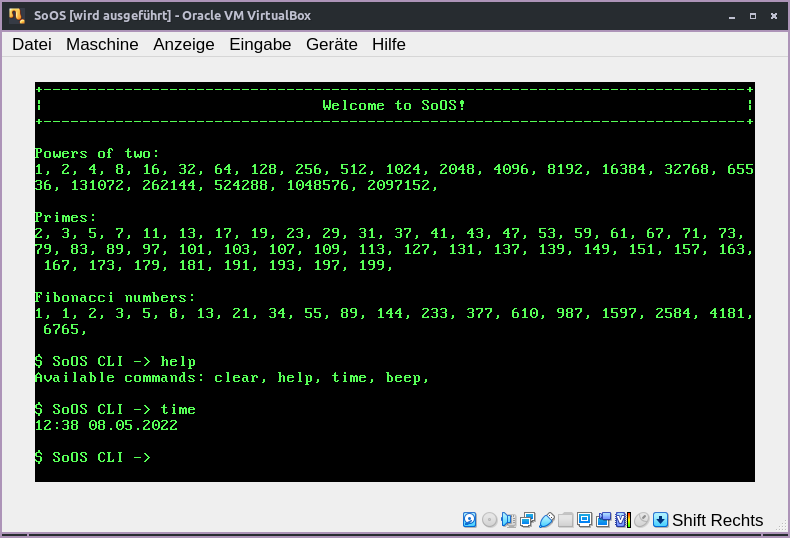 SoOS [wird ausgeführt] - Oracle VM VirtualBox
Datei Maschine Anzeige Eingabe Geräte Hilfe
+------------------------------------------------------------------------------+
¦ Welcome to SoOS! ¦
+------------------------------------------------------------------------------+
Powers of two:
1, 2, 4, 8, 16, 32, 64, 128, 256, 512, 1024, 2048, 4096, 8192, 16384, 32768, 655
36, 131072, 262144, 524288, 1048576, 2097152,
Primes:
2, 3, 5, 7, 11, 13, 17, 19, 23, 29, 31, 37, 41, 43, 47, 53, 59, 61, 67, 71, 73,
79, 83, 89, 97, 101, 103, 107, 109, 113, 127, 131, 137, 139, 149, 151, 157, 163,
167, 173, 179, 181, 191, 193, 197, 199,
Fibonacci numbers:
1, 1, 2, 3, 5, 8, 13, 21, 34, 55, 89, 144, 233, 377, 610, 987, 1597, 2584, 4181,
6765,
$ SoOS CLI -> help
Available commands: clear, help, time, beep,
$ SoOS CLI -> time
12:38 08.05.2022
$ SoOS CLI ->
Shift Rechts